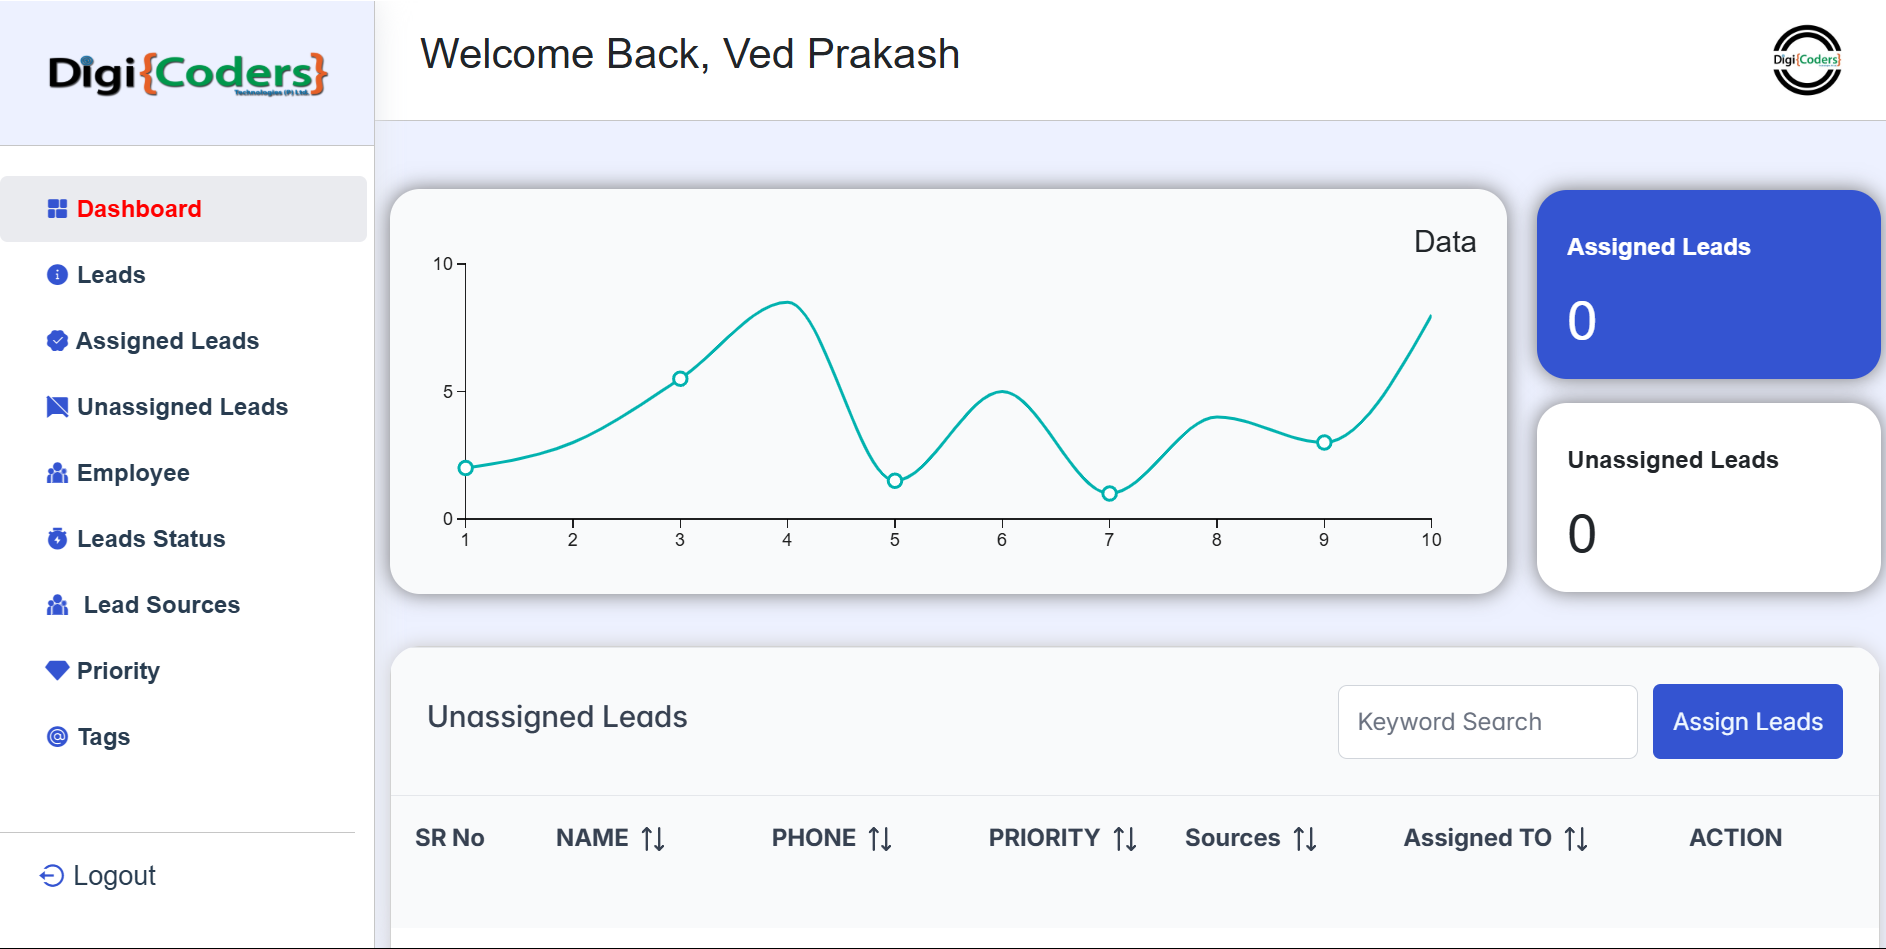 Digi{Coders}
Technologies (P) Ltd.
Welcome Back, Ved Prakash
Digi{Coders}
Dashboard
Leads
Assigned Leads
Unassigned Leads
Employee
Leads Status
Lead Sources
Priority
Tags
Logout
Data
10
5
0
1 2 3 4 5 6 7 8 9 10
Assigned Leads
0
Unassigned Leads
0
Unassigned Leads
Keyword Search
Assign Leads
SR No NAME PHONE PRIORITY Sources Assigned TO ACTION